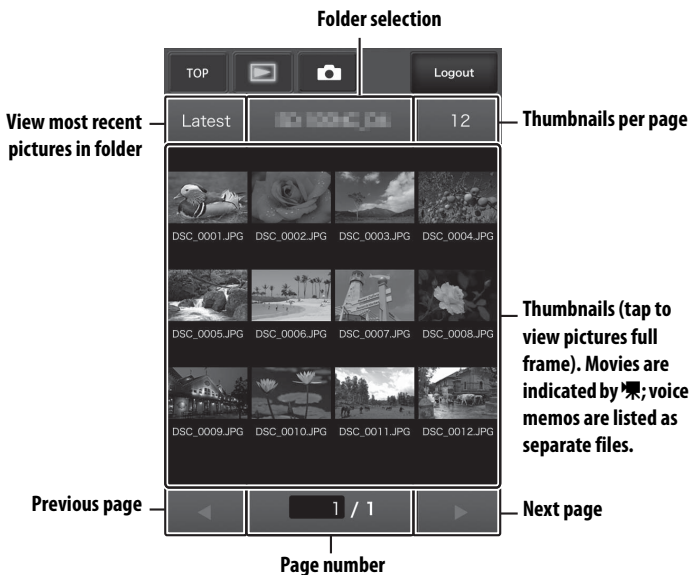 Folder selection
TOP
Logout
View most recent
pictures in folder
Latest
12
Thumbnails per page
DSC_0001.JPG DSC_0002.JPG DSC_0003.JPG DSC_0004.JPG
DSC_0005.JPG DSC_0006.JPG DSC_0007.JPG DSC_0008.JPG
Thumbnails (tap to
view pictures full
frame). Movies are
indicated by ; voice
memos are listed as
separate files.
DSC_0009.JPG DSC_0010.JPG DSC_0011.JPG DSC_0012.JPG
Previous page
1 / 1
Next page
Page number